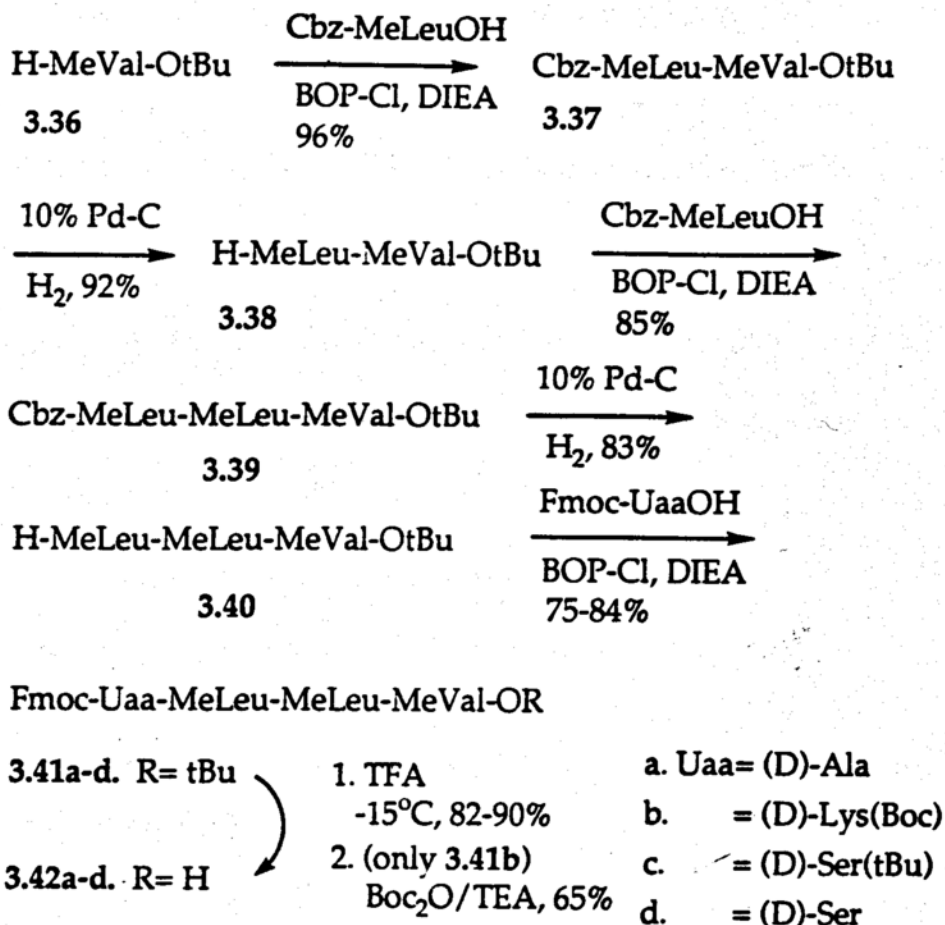 Cbz-MeLeuOH
H-MeVal-OtBu
BOP-Cl, DIEA
96%
Cbz-MeLeu-MeVal-OtBu
3.36
3.37
10% Pd-C
H2, 92%
H-MeLeu-MeVal-OtBu
3.38
Cbz-MeLeuOH
BOP-Cl, DIEA
85%
Cbz-MeLeu-MeLeu-MeVal-OtBu
3.39
10% Pd-C
H2, 83%
H-MeLeu-MeLeu-MeVal-OtBu
3.40
Fmoc-UaaOH
BOP-Cl, DIEA
75-84%
Fmoc-Uaa-MeLeu-MeLeu-MeVal-OR
3.41a-d. R= tBu
3.42a-d. R= H
1. TFA
-15°C, 82-90%
2. (only 3.41b)
Boc2O/TEA, 65%
a. Uaa= (D)-Ala
b. = (D)-Lys(Boc)
c. = (D)-Ser(tBu)
d. = (D)-Ser